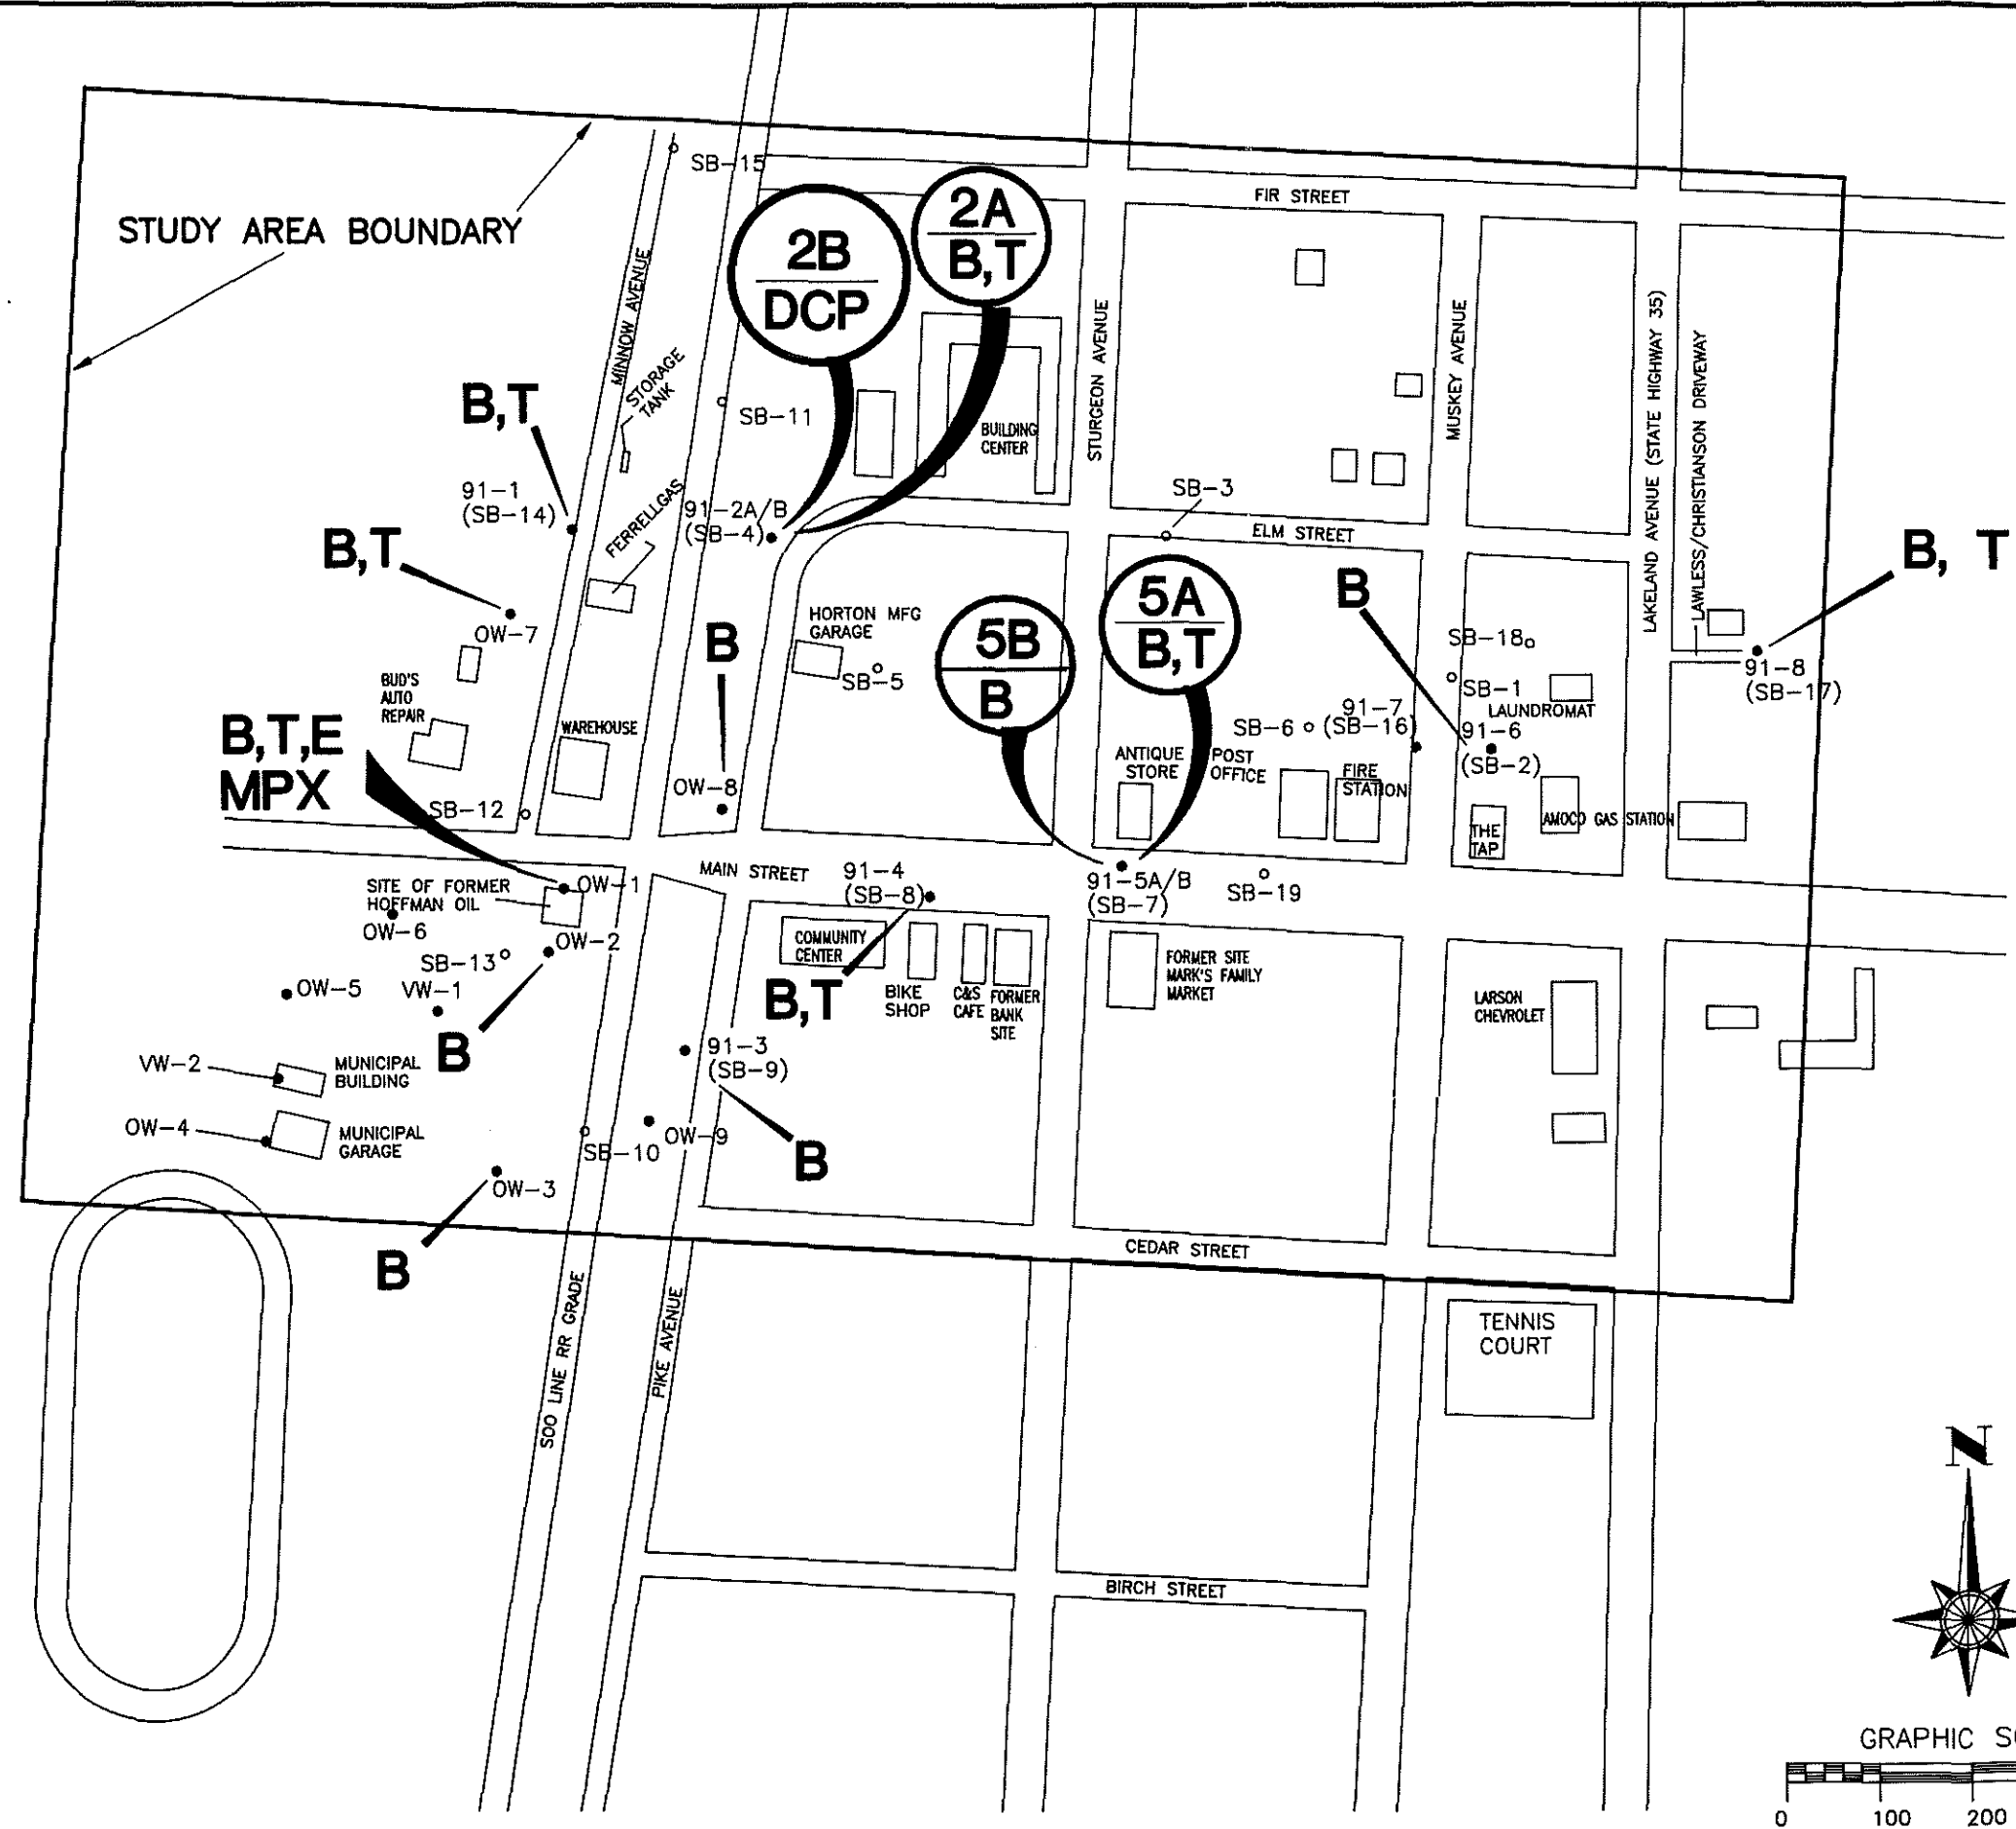 SB-15
FIR STREET
STUDY AREA BOUNDARY
2B
DCP
2A
B,T
MINNOW AVENUE
STORAGE
TANK
SB-11
BUILDING
CENTER
STURGEON AVENUE
MUSKEY AVENUE
LAKELAND AVENUE (STATE HIGHWAY 35)
LAWLESS/CHRISTIANSON DRIVEWAY
B,T
91-1
(SB-14)
FERRELLGAS
91-2A/B
(SB-4)
SB-3
ELM STREET
B,T
OW-7
B, T
91-8
(SB-17)
HORTON MFG
GARAGE
SB-5
B
OW-8
5B
B
5A
B,T
B
SB-18
SB-1
LAUNDROMAT
91-7
(SB-16)
SB-6
91-6
(SB-2)
BUD'S
AUTO
REPAIR
WAREHOUSE
B,T,E
MPX
SB-12
ANTIQUE
STORE
POST
OFFICE
FIRE
STATION
THE
TAP
AMOCO GAS STATION
MAIN STREET
OW-1
SITE OF FORMER
HOFFMAN OIL
OW-6
91-4
(SB-8)
91-5A/B
(SB-7)
SB-19
OW-2
SB-13
OW-5
VW-1
B
COMMUNITY
CENTER
B,T
BIKE
SHOP
C&S
CAFE
FORMER
BANK
SITE
FORMER SITE
MARK'S FAMILY
MARKET
LARSON
CHEVROLET
VW-2
MUNICIPAL
BUILDING
91-3
(SB-9)
OW-4
MUNICIPAL
GARAGE
OW-9
SB-10
B
OW-3
B
CEDAR STREET
SOO LINE RR GRADE
PIKE AVENUE
TENNIS
COURT
BIRCH STREET
N
GRAPHIC
0 100 200